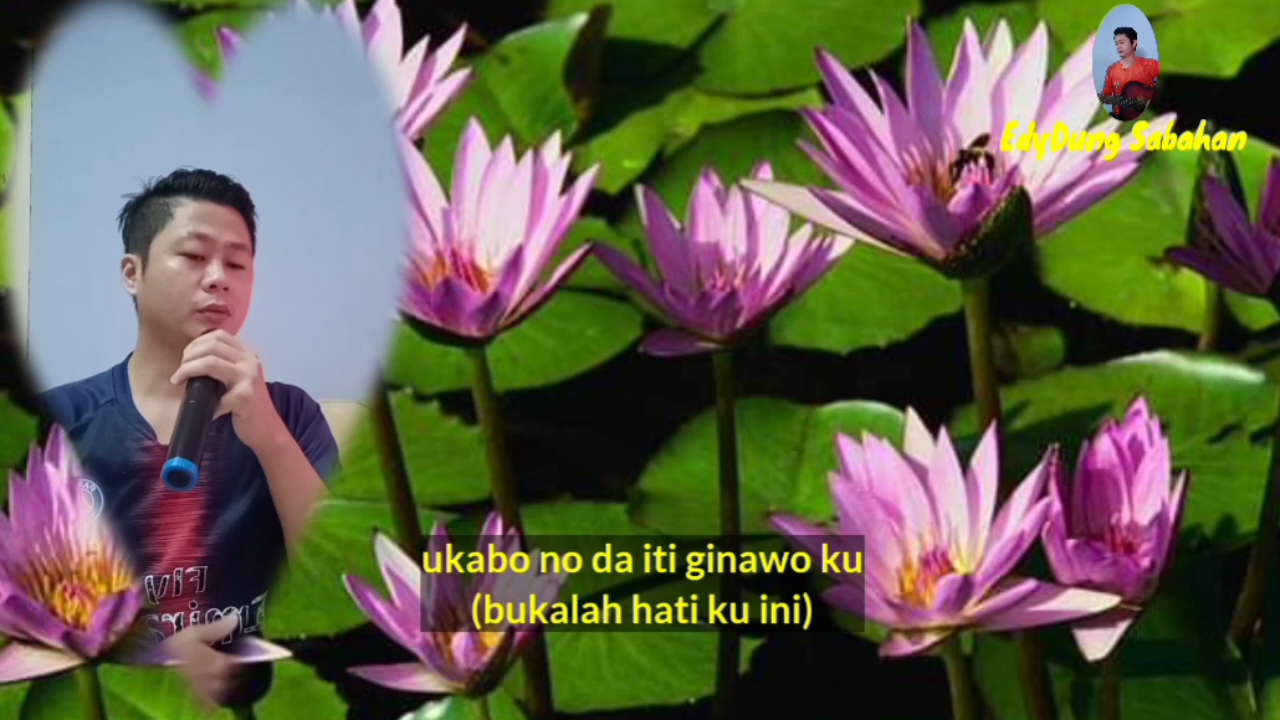 EdyDung Sabahan
ukabo no da iti ginawo ku
(bukalah hati ku ini)